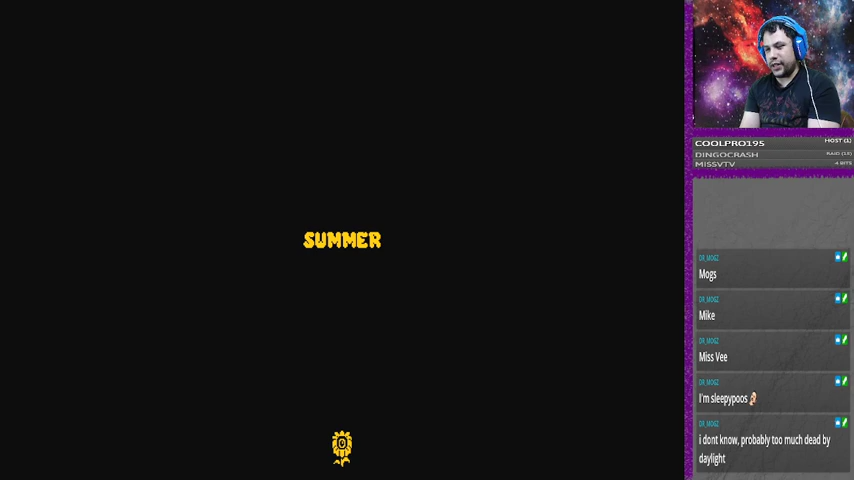 SUMMER
COOLPRO195 HOST (1)
DINGOCRASH RAID (18)
MISSVTV 4 BITS
DR_MOGZ
Mogs
DR_MOGZ
Mike
DR_MOGZ
Miss Vee
DR_MOGZ
I'm sleepypoos
DR_MOGZ
i dont know, probably too much dead by
daylight